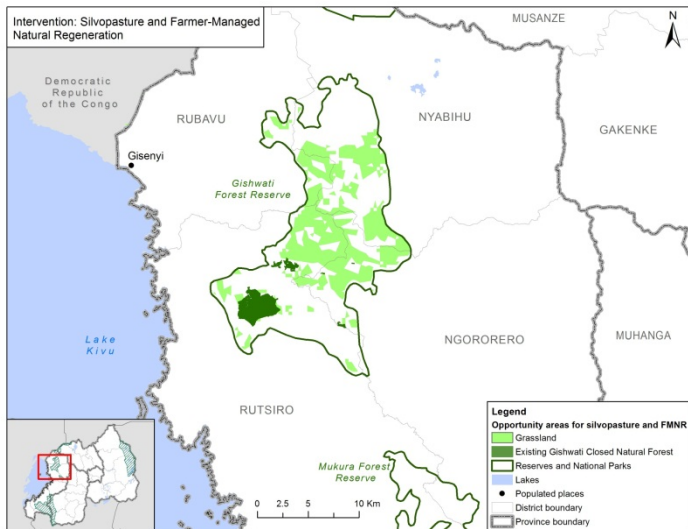 Intervention: Silvopasture and Farmer-Managed
Natural Regeneration
MUSANZE
N
Democratic
Republic
of the Congo
RUBAVU
NYABIHU
GAKENKE
Gisenyi
Gishwati
Forest Reserve
Lake
Kivu
NGORORERO
MUHANGA
RUTSIRO
Mukura Forest
Reserve
0 2.5 5 10 Km
Legend
Opportunity areas for silvopasture and FMNR
Grassland
Existing Gishwati Closed Natural Forest
Reserves and National Parks
Lakes
Populated places
District boundary
Province boundary